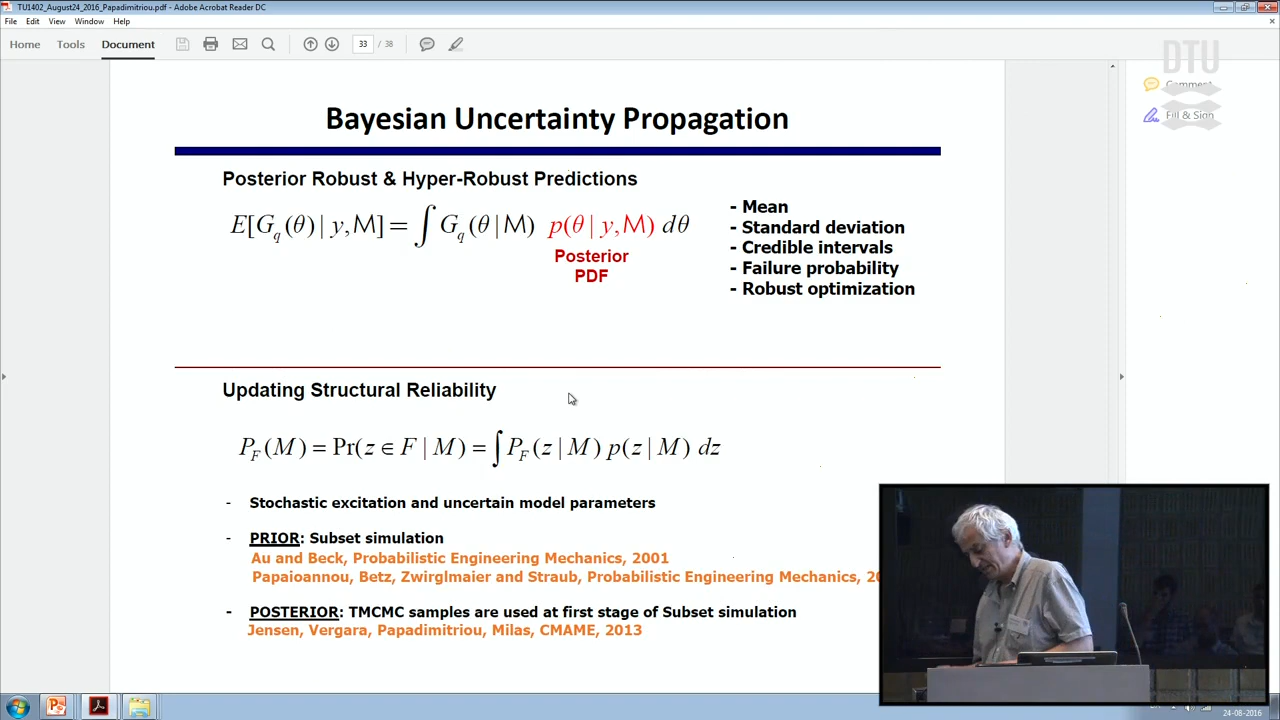 TU1402_August24_2016_Papadimitriou.pdf - Adobe Acrobat Reader DC
File Edit View Window Help
Home Tools Document 33 / 38
DTU
Comment
Fill & Sign
Bayesian Uncertainty Propagation
Posterior Robust & Hyper-Robust Predictions
E[G_q(θ) | y, M] = ∫ G_q(θ | M) p(θ | y, M) dθ
Posterior
PDF
- Mean
- Standard deviation
- Credible intervals
- Failure probability
- Robust optimization
Updating Structural Reliability
P_F(M) = Pr(z ∈ F | M) = ∫ P_F(z | M) p(z | M) dz
- Stochastic excitation and uncertain model parameters
- PRIOR: Subset simulation
Au and Beck, Probabilistic Engineering Mechanics, 2001
Papaioannou, Betz, Zwirglmaier and Straub, Probabilistic Engineering Mechanics,
- POSTERIOR: TMCMC samples are used at first stage of Subset simulation
Jensen, Vergara, Papadimitriou, Milas, CMAME, 2013
24-08-2016